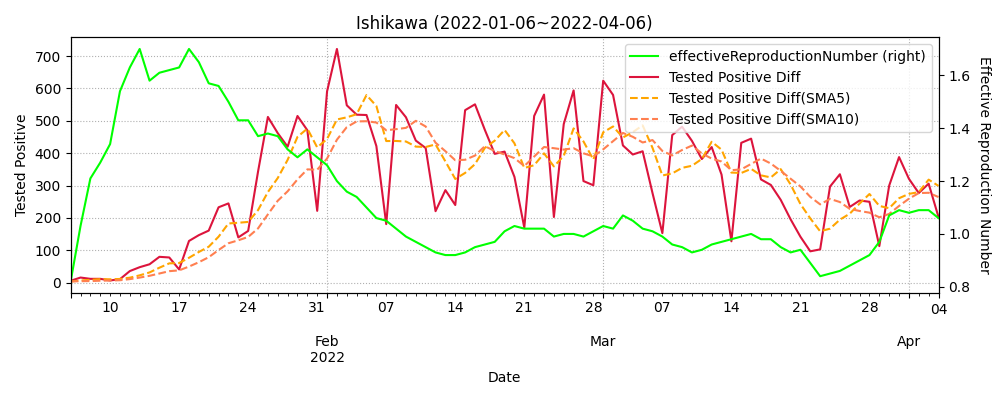 Ishikawa (2022-01-06~2022-04-06)
effectiveReproductionNumber (right)
Tested Positive Diff
Tested Positive Diff(SMA5)
Tested Positive Diff(SMA10)
Tested Positive
700
600
500
400
300
200
100
0
1.6
1.4
1.2
1.0
0.8
Effective Reproduction Number
10 17 24 31 07 14 21 28 07 14 21 28 04
Feb Mar Apr
2022
Date